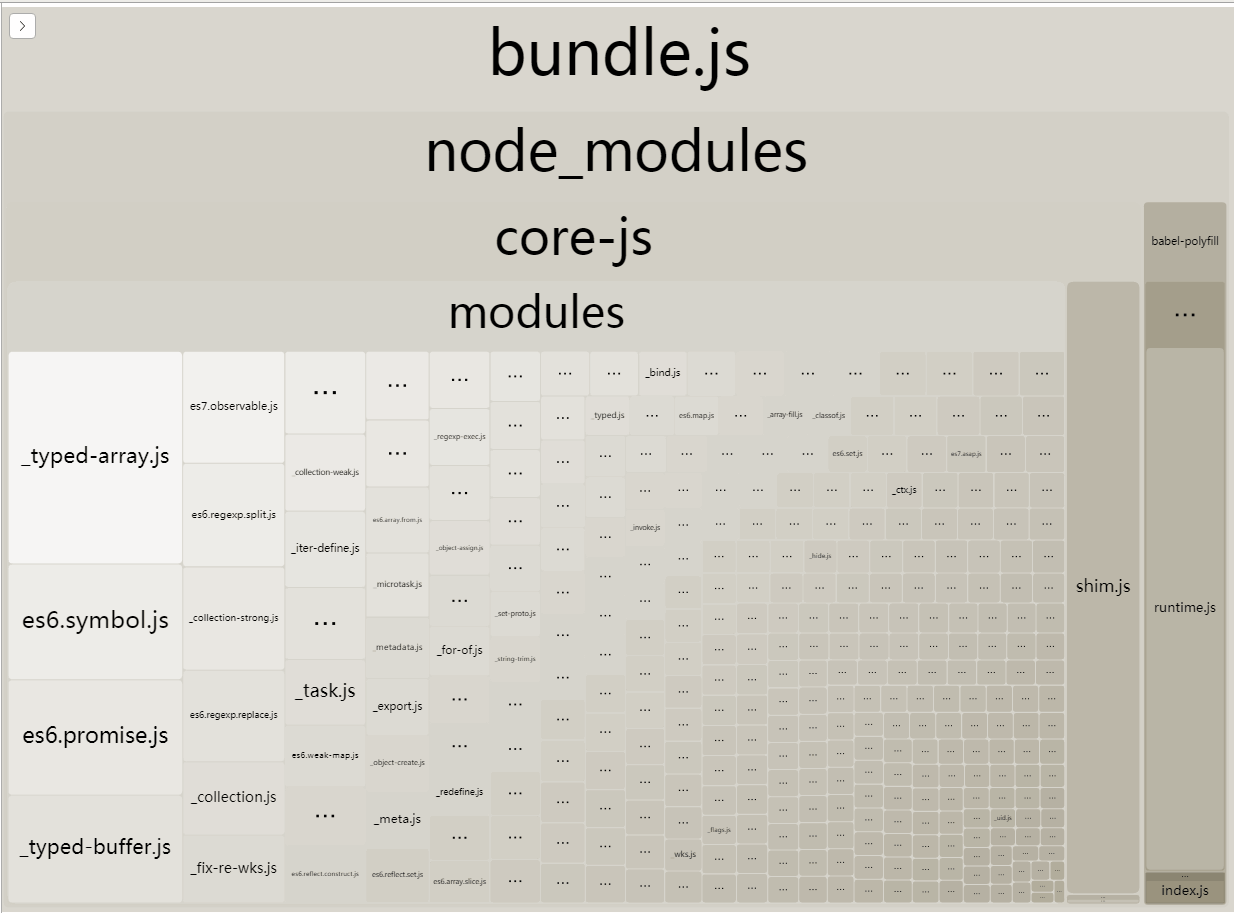 bundle.js
node_modules
core-js
babel-polyfill
modules
...
_typed-array.js
es6.symbol.js
es6.promise.js
_typed-buffer.js
es7.observable.js
es6.regexp.split.js
_collection-strong.js
es6.regexp.replace.js
_collection.js
_fix-re-wks.js
...
_collection-weak.js
_iter-define.js
...
_task.js
es6.weak-map.js
...
es6.reflect.construct.js
...
...
es6.array.from.js
_microtask.js
_metadata.js
_export.js
_object-create.js
_meta.js
es6.reflect.set.js
...
_regexp-exec.js
...
_object-assign.js
...
_for-of.js
...
...
_redefine.js
...
es6.array.slice.js
_set-proto.js
_string-trim.js
_bind.js
_typed.js
es6.map.js
_array-fill.js
_classof.js
es6.set.js
es7.asap.js
_ctx.js
_invoke.js
_hide.js
_flags.js
_wks.js
_uid.js
shim.js
runtime.js
index.js